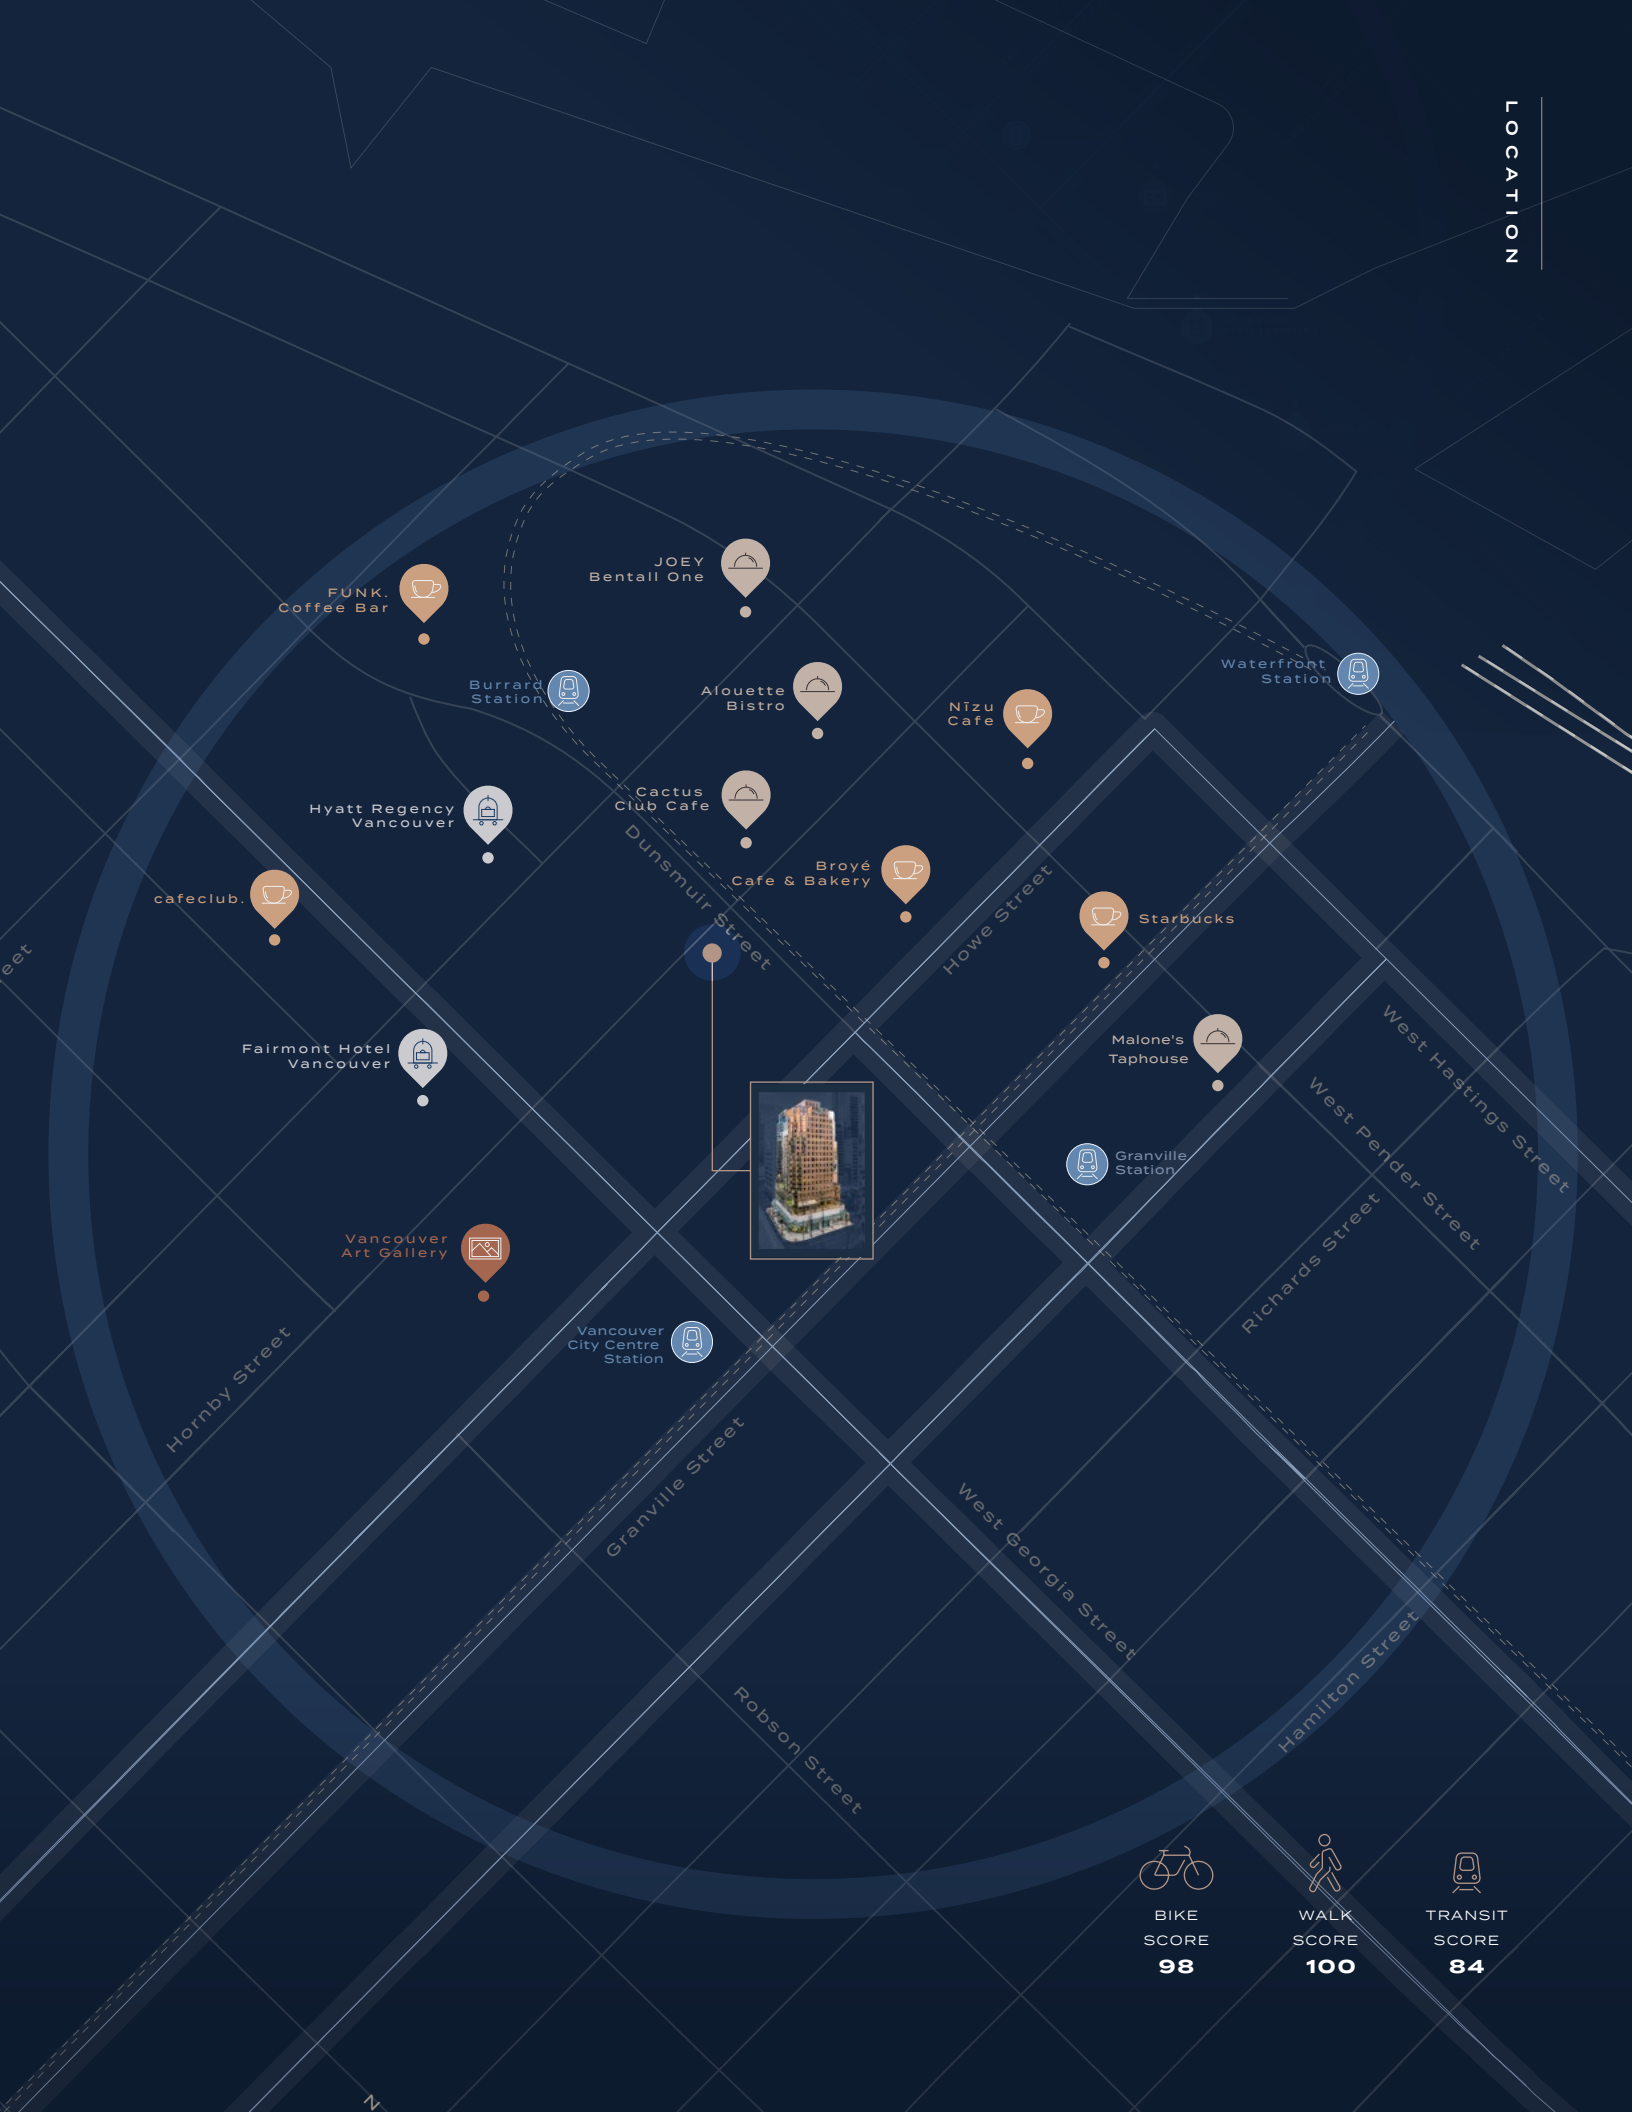 LOCATION
JOEY
Bentall One
FUNK.
Coffee Bar
Waterfront
Station
Burrard
Station
Alouette
Bistro
Nīzu
Cafe
Cactus
Club Cafe
Hyatt Regency
Vancouver
Dunsmuir Street
Broyé
Cafe & Bakery
cafeclub.
Howe Street
Starbucks
eet
Fairmont Hotel
Vancouver
Malone's
Taphouse
West Hastings Street
West Pender Street
Granville
Station
Richards Street
Vancouver
Art Gallery
Vancouver
City Centre
Station
Hornby Street
Granville Street
West Georgia Street
Hamilton Street
Robson Street
BIKE
SCORE
98
WALK
SCORE
100
TRANSIT
SCORE
84
N